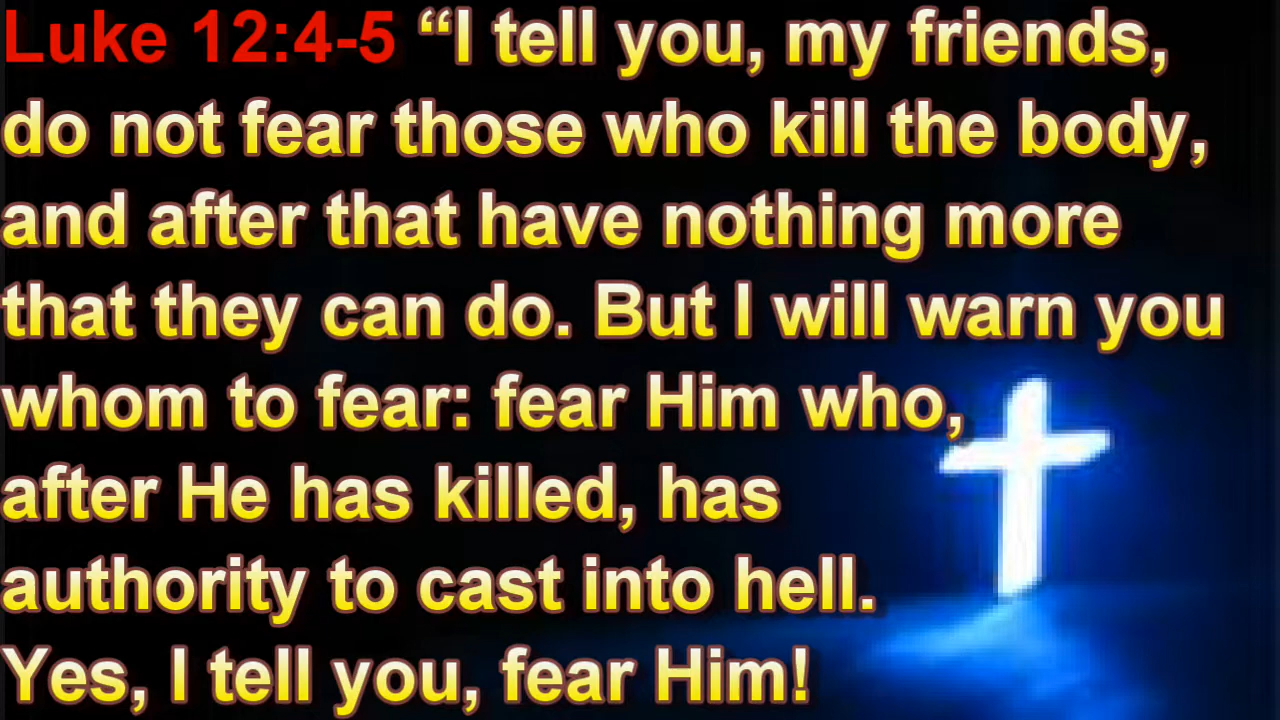 Luke 12:4-5 “I tell you, my friends,
do not fear those who kill the body,
and after that have nothing more
that they can do. But I will warn you
whom to fear: fear Him who,
after He has killed, has
authority to cast into hell.
Yes, I tell you, fear Him!